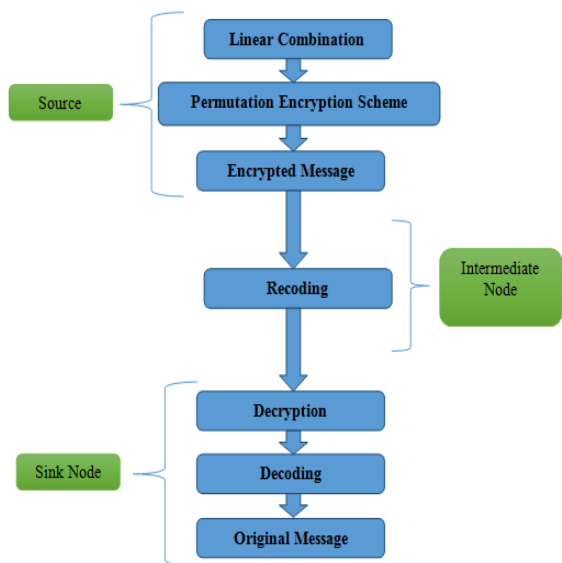 Linear Combination
Source
Permutation Encryption Scheme
Encrypted Message
Recoding
Intermediate
Node
Decryption
Sink Node
Decoding
Original Message